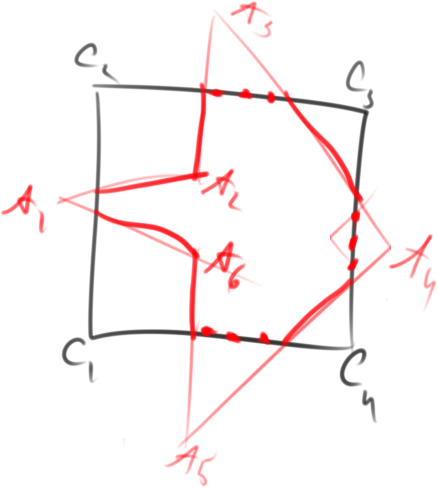 A₃
C₂
C₃
A₂
A₁
A₆
A₄
C₁
C₄
A₅